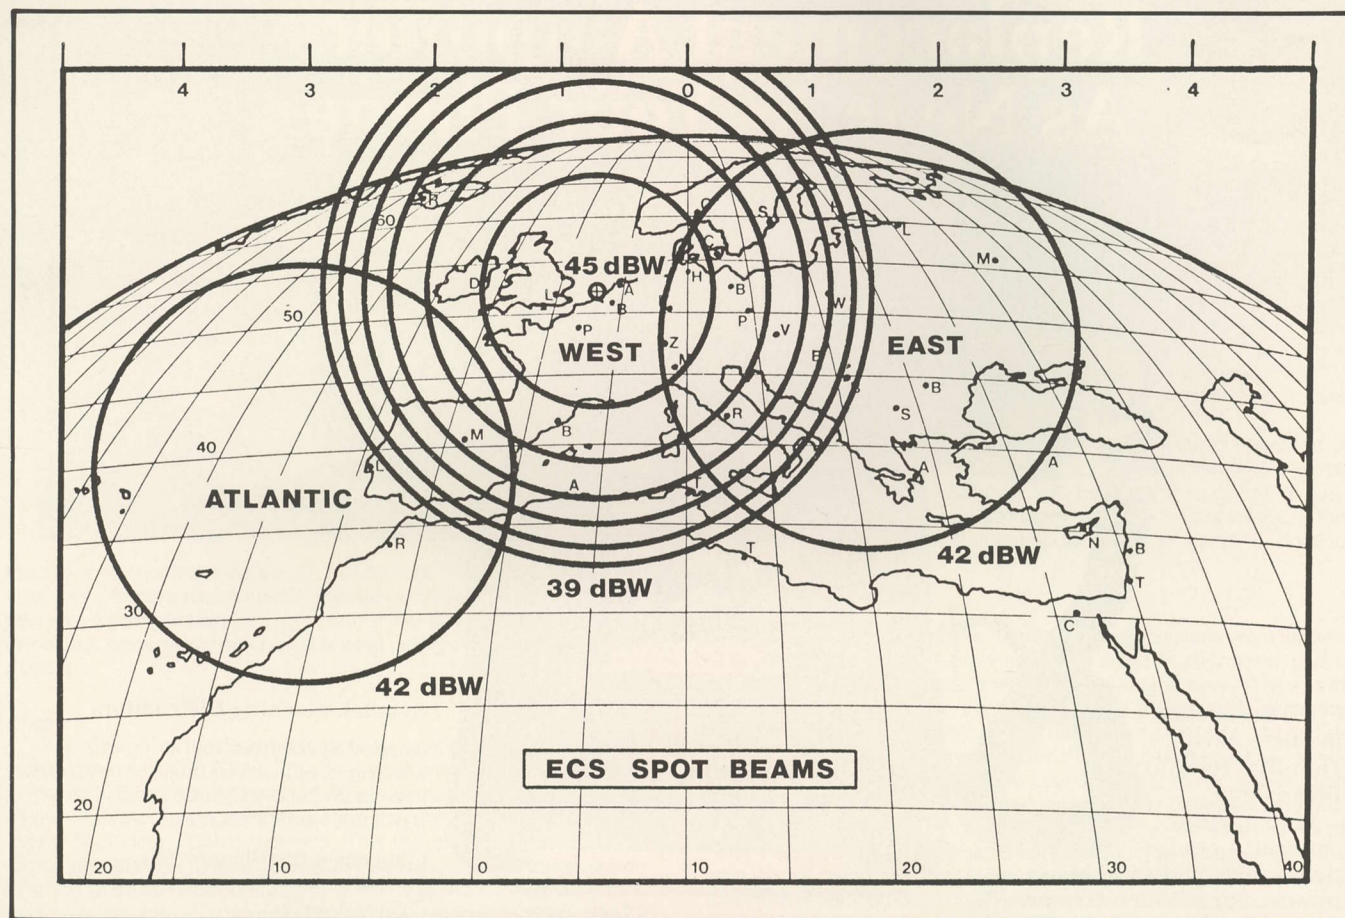 4 3 2 1 0 1 2 3 4
R
O S H
60
C L
45 dBW
M
D L A H B
B
50
P W
P V
Z
WEST EAST
N B
B
S
R
M B
40
L A A
A
ATLANTIC
T
R T N B
42 dBW
39 dBW
T
30
C
42 dBW
ECS SPOT BEAMS
20
20 10 0 10 20 30 40